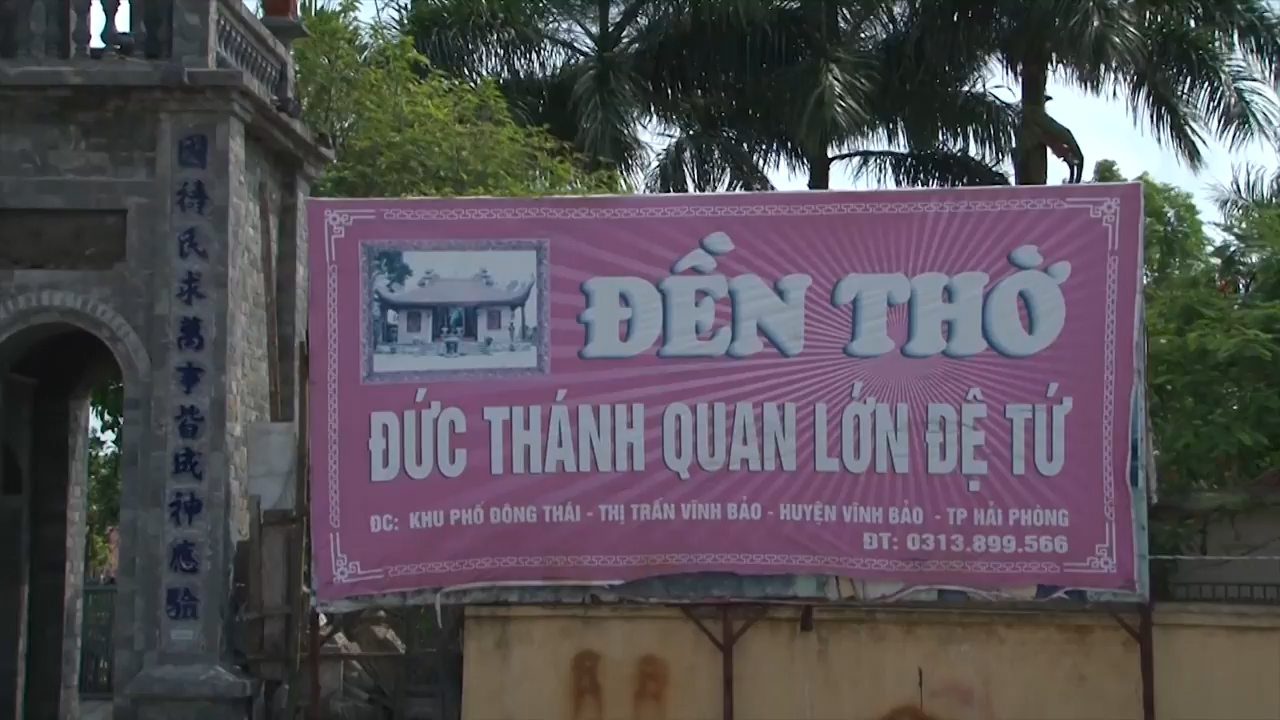 國待民求萬事皆成神應驗
ĐỀN THỜ
ĐỨC THÁNH QUAN LỚN ĐỆ TỨ
ĐC: KHU PHỐ ĐÔNG THÁI - THỊ TRẤN VĨNH BẢO - HUYỆN VĨNH BẢO - TP HẢI PHÒNG
ĐT: 0313.899.566